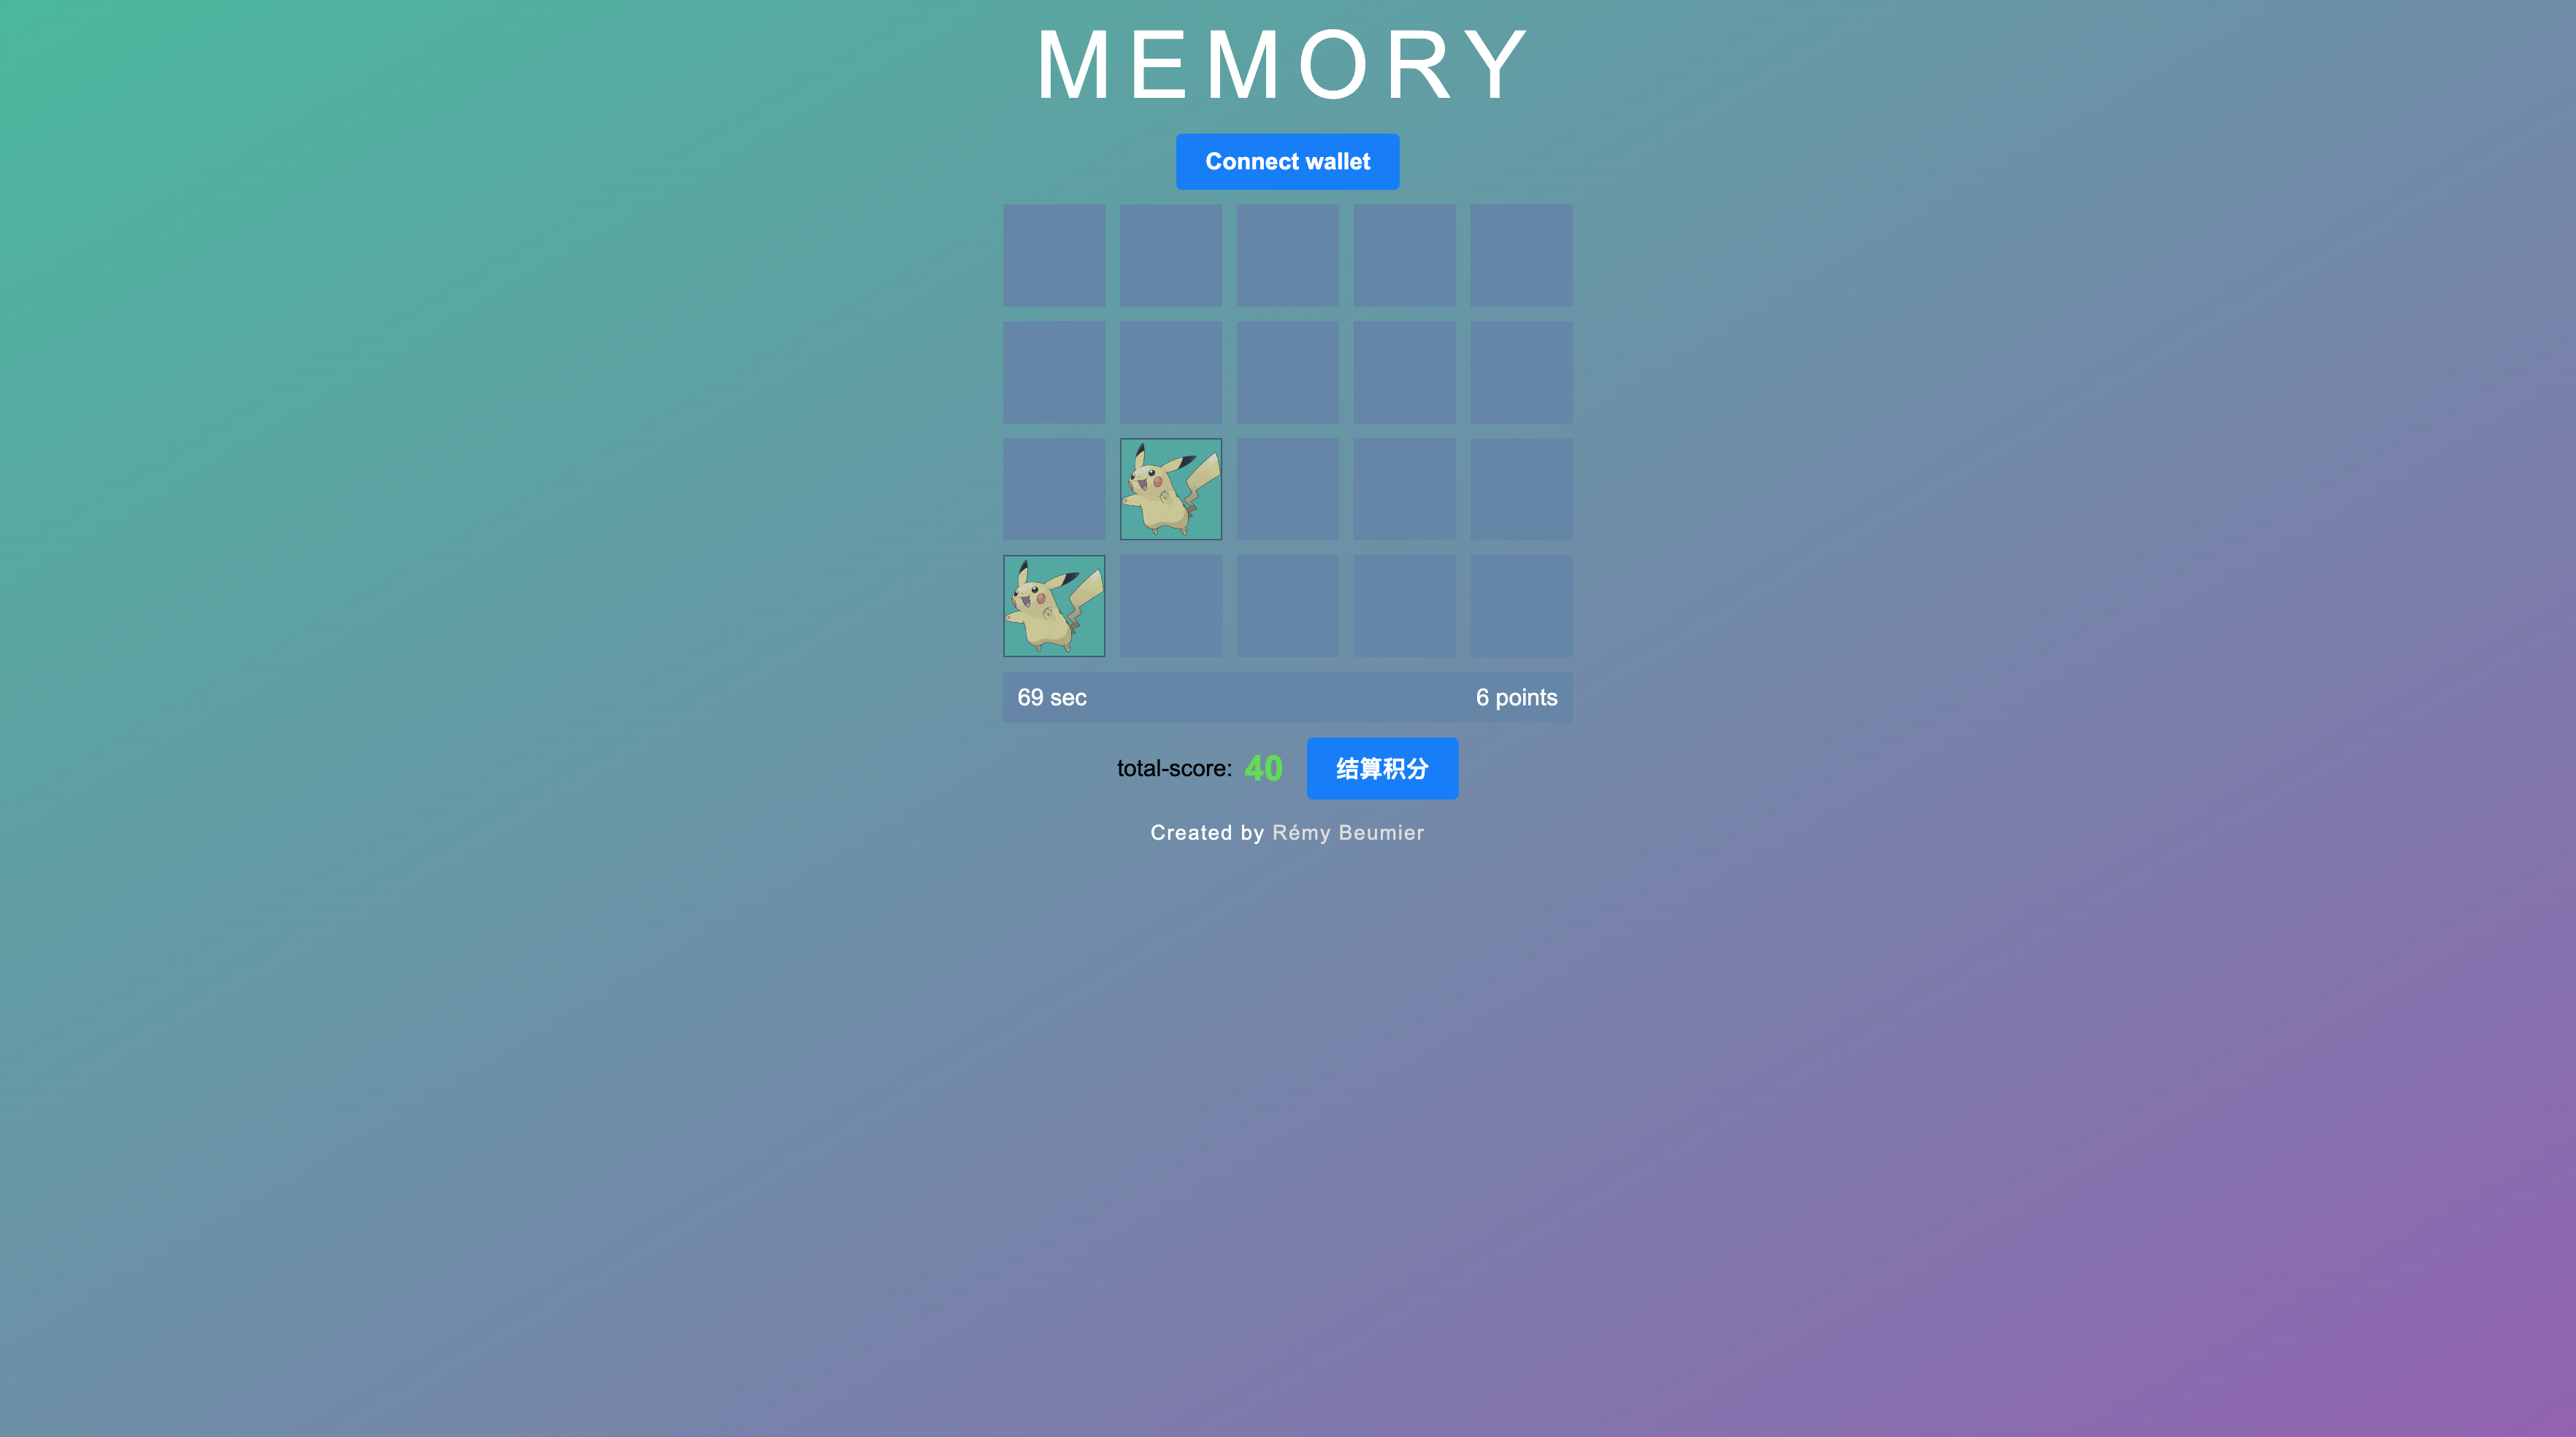 MEMORY
Connect wallet
69 sec
6 points
total-score: 40
结算积分
Created by Rémy Beumier